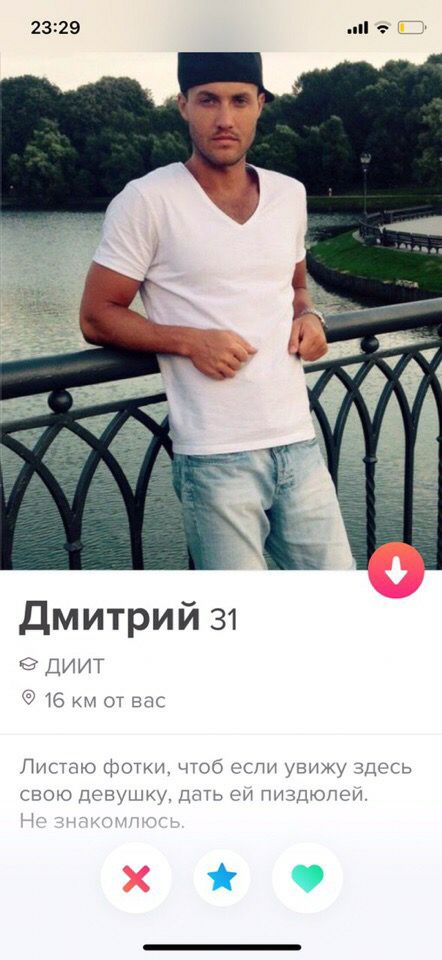 23:29
Дмитрий 31
ДИИТ
16 км от вас
Листаю фотки, чтоб если увижу здесь
свою девушку, дать ей пиздюлей.
Не знакомлюсь.